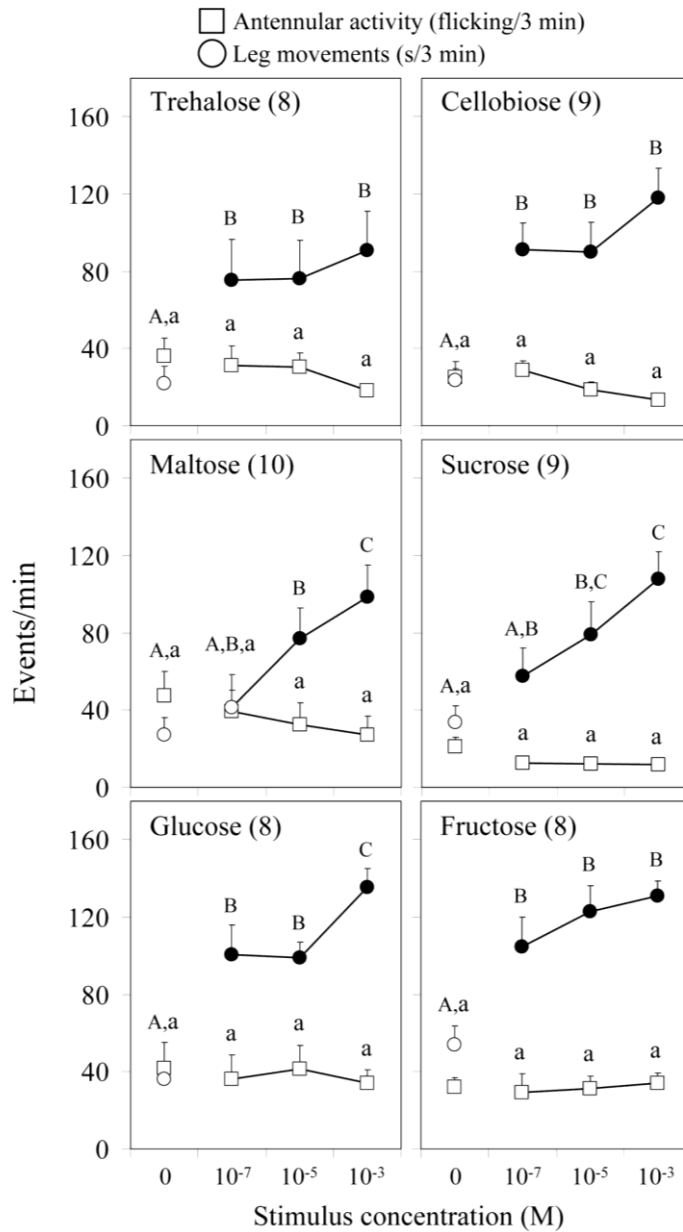 Antennular activity (flicking/3 min)
Leg movements (s/3 min)
Trehalose (8)
160
120
80
40
0
A,a
B
B
B
a
a
a
Cellobiose (9)
A,a
B
B
B
a
a
a
Events/min
Maltose (10)
160
120
80
40
0
A,a
A,B,a
B
C
a
a
Sucrose (9)
A,a
A,B
B,C
C
a
a
a
Glucose (8)
160
120
80
40
0
A,a
B
B
C
a
a
a
0 10⁻⁷ 10⁻⁵ 10⁻³
Fructose (8)
A,a
B
B
B
a
a
a
0 10⁻⁷ 10⁻⁵ 10⁻³
Stimulus concentration (M)